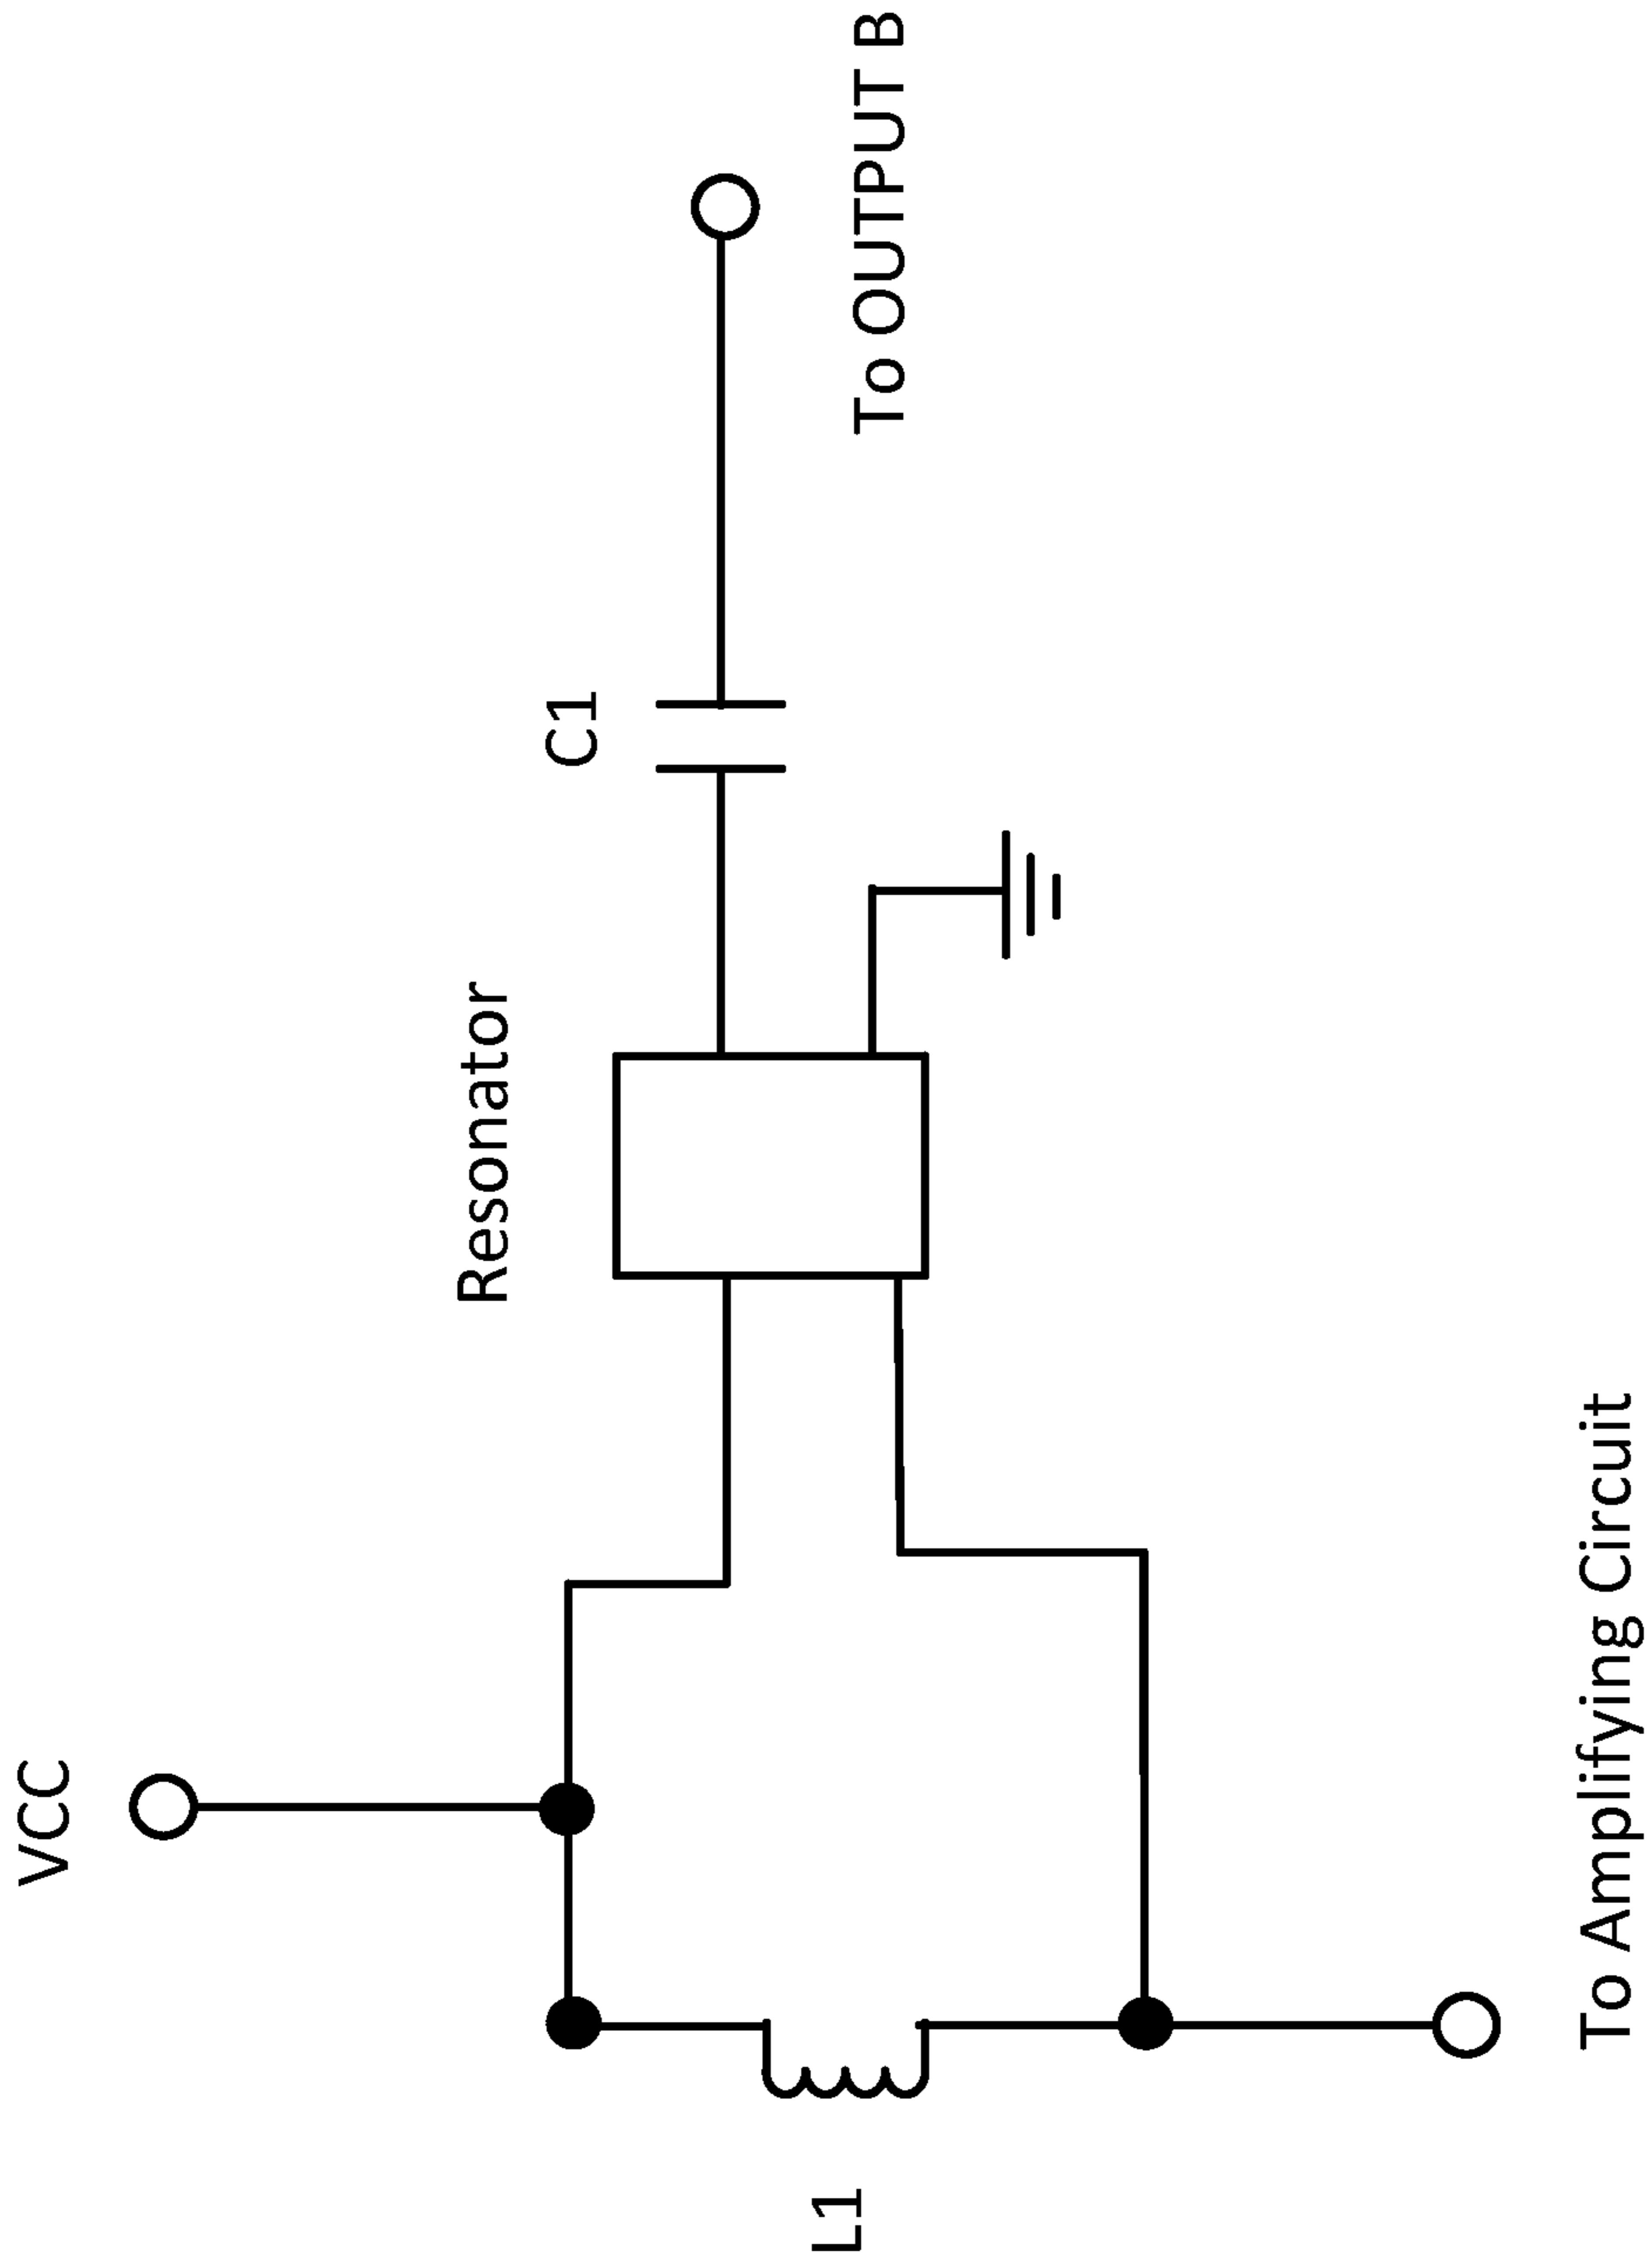 VCC
Resonator
C1
To OUTPUT B
L1
To Amplifying Circuit